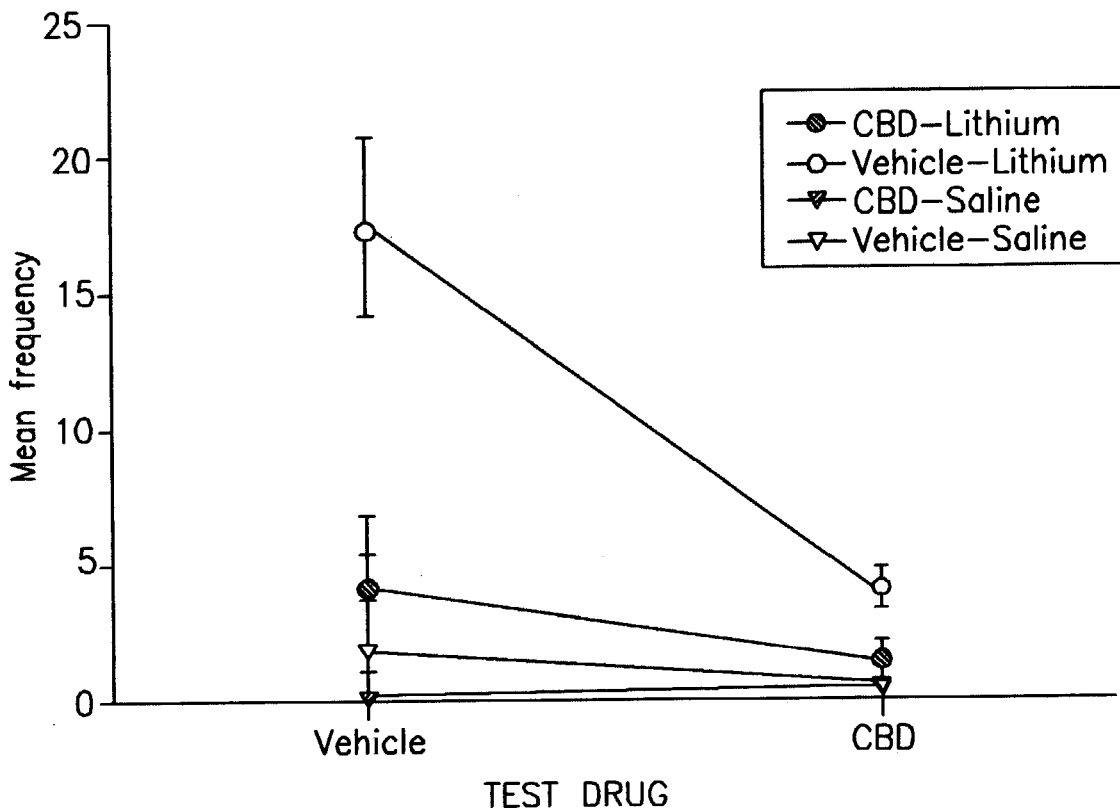 25
20
15
10
5
0
Mean frequency
CBD-Lithium
Vehicle-Lithium
CBD-Saline
Vehicle-Saline
Vehicle
CBD
TEST DRUG